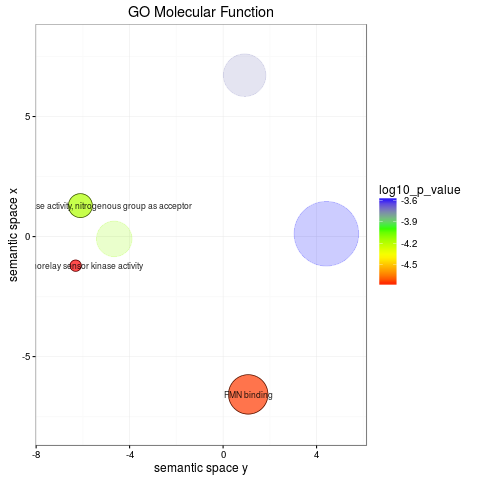 GO Molecular Function
5
0
-5
-8
-4
0
4
semantic space x
semantic space y
se activity, nitrogenous group as acceptor
orelay sensor kinase activity
FMN binding
log10_p_value
-3.6
-3.9
-4.2
-4.5